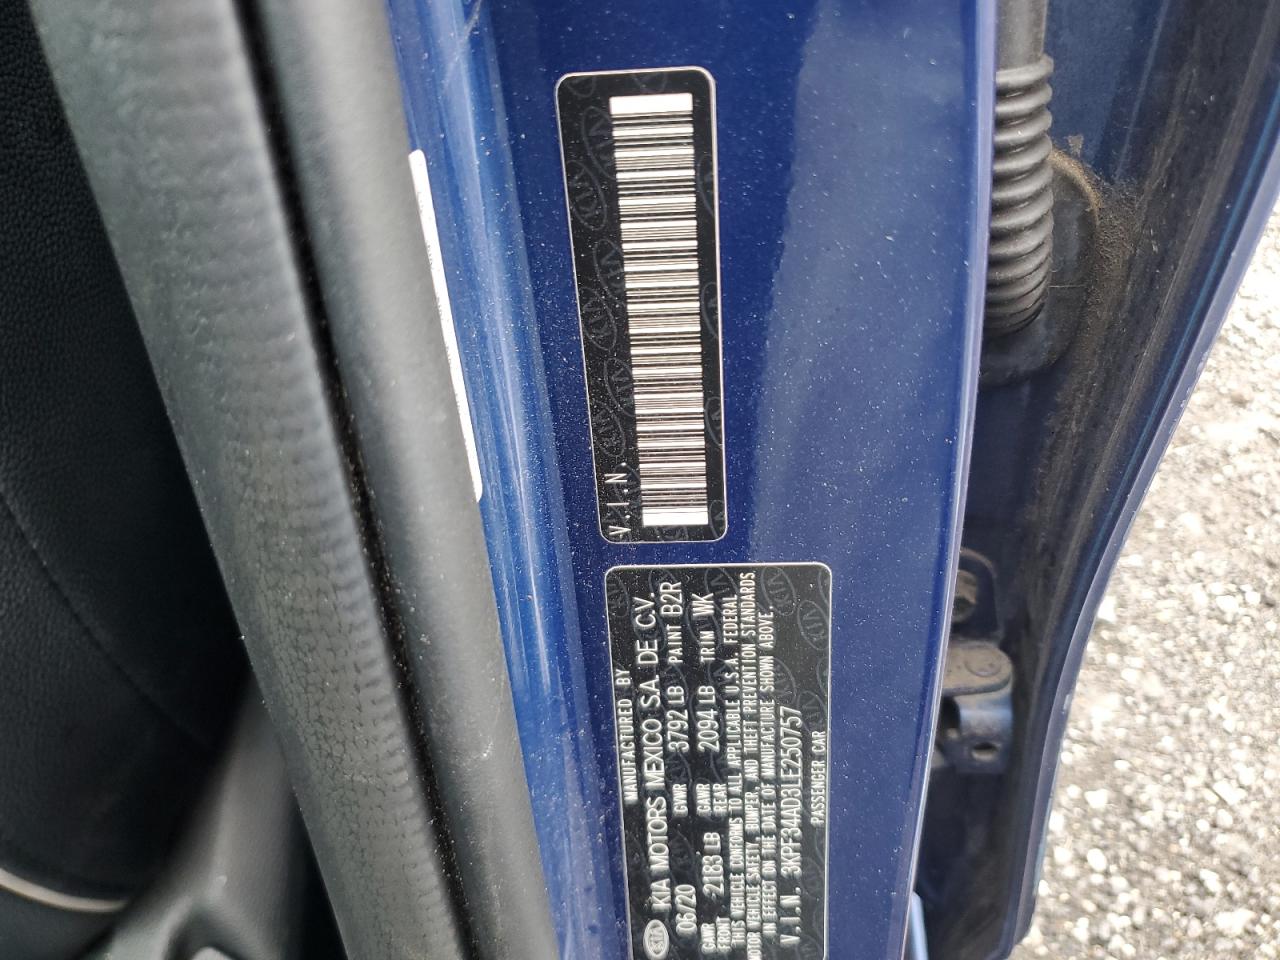 V.I.N.
MANUFACTURED BY
KIA KIA MOTORS MEXICO S.A. DE C.V.
06/20 GVWR 3792 LB PAINT B2R
GAWR FRONT 2183 LB GAWR REAR 2094 LB TRIM WK
THIS VEHICLE CONFORMS TO ALL APPLICABLE U.S.A. FEDERAL
MOTOR VEHICLE SAFETY, BUMPER, AND THEFT PREVENTION STANDARDS
IN EFFECT ON THE DATE OF MANUFACTURE SHOWN ABOVE.
V.I.N. 3KPF34AD3LE250757
PASSENGER CAR